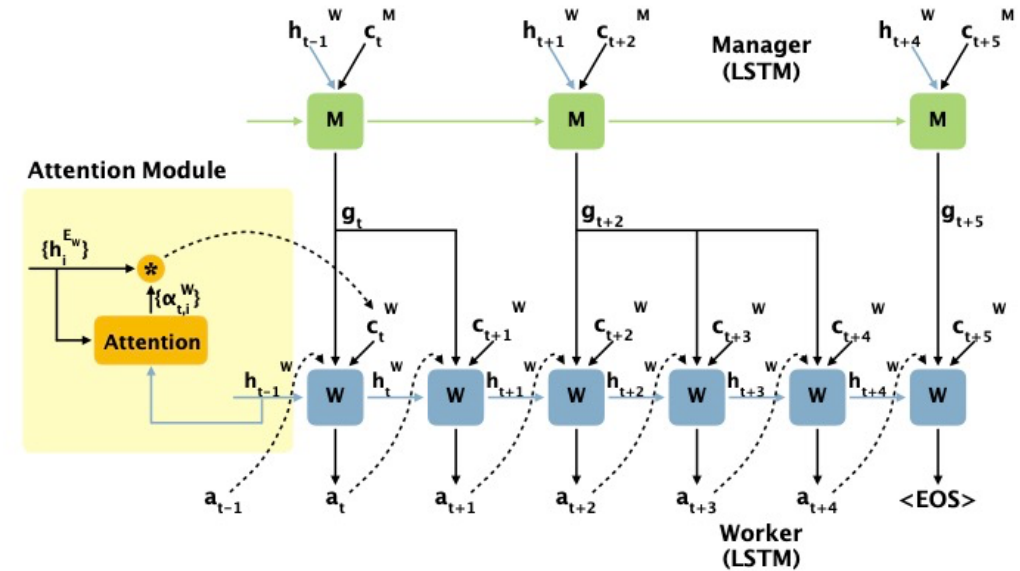 h_{t-1}^W c_t^M h_{t+1}^W c_{t+2}^M h_{t+4}^W c_{t+5}^M
Manager
(LSTM)
M M M
Attention Module
g_t g_{t+2} g_{t+5}
{h_i^{E_W}}
*
{α_{t,i}^W}
Attention
c_t^W c_{t+1}^W c_{t+2}^W c_{t+3}^W c_{t+4}^W c_{t+5}^W
h_{t-1}^W h_t^W h_{t+1}^W h_{t+2}^W h_{t+3}^W h_{t+4}^W
W W W W W W
a_{t-1} a_t a_{t+1} a_{t+2} a_{t+3} a_{t+4} <EOS>
Worker
(LSTM)